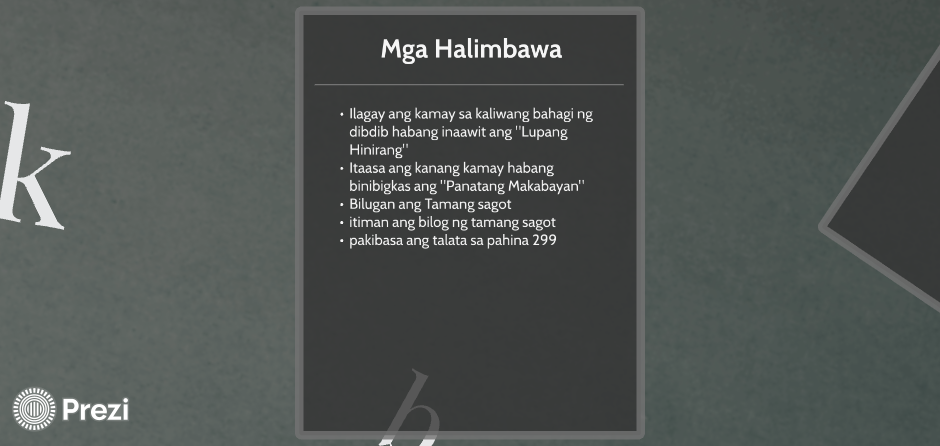 Mga Halimbawa
k
• Ilagay ang kamay sa kaliwang bahagi ng
dibdib habang inaawit ang "Lupang
Hinirang"
• Itaasa ang kanang kamay habang
binibigkas ang "Panatang Makabayan"
• Bilugan ang Tamang sagot
• itiman ang bilog ng tamang sagot
• pakibasa ang talata sa pahina 299
Prezi